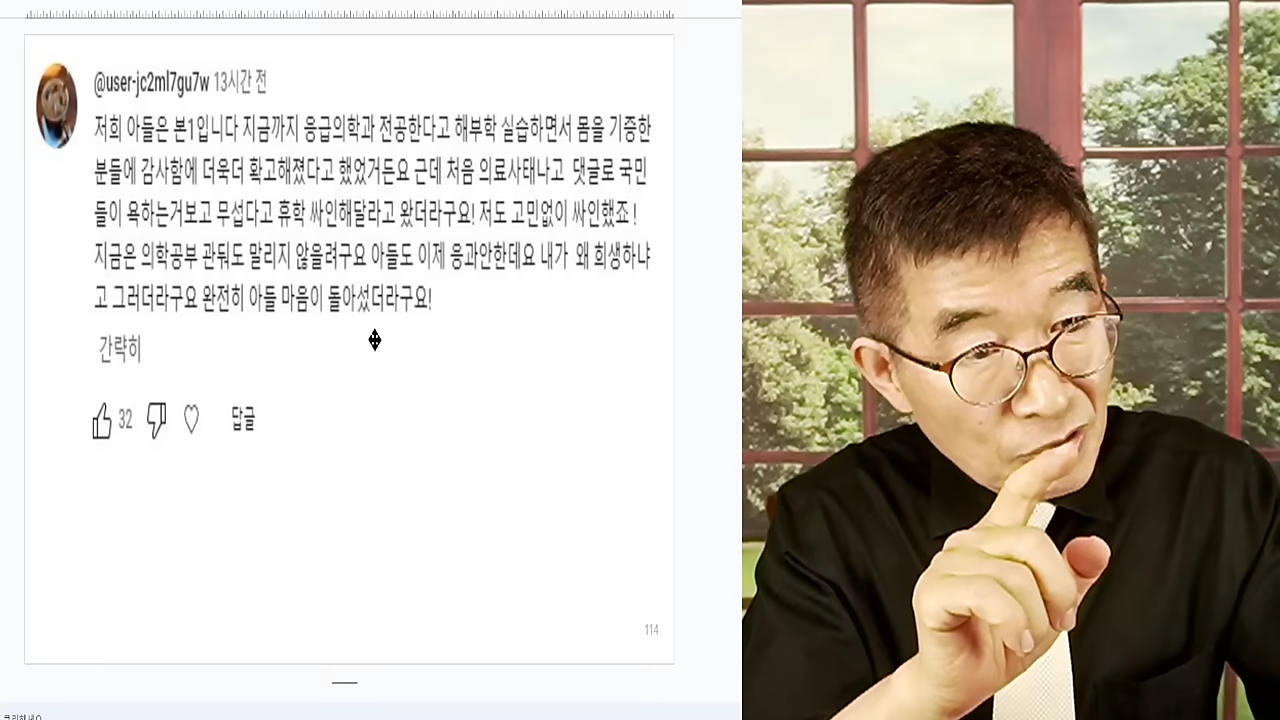 @user-jc2ml7gu7w 13시간 전
저희 아들은 본1입니다 지금까지 응급의학과 전공한다고 해부학 실습하면서 몸을 기증한
분들에 감사함에 더욱더 확고해졌다고 했었거든요 근데 처음 의료사태나고 댓글로 국민
들이 욕하는거보고 무섭다고 휴학 싸인해달라고 왔더라구요! 저도 고민없이 싸인했죠 !
지금은 의학공부 관둬도 말리지 않을려구요 아들도 이제 응과안한데요 내가 왜 희생하냐
고 그러더라구요 완전히 아들 마음이 돌아섰더라구요!
간략히
32 답글
114